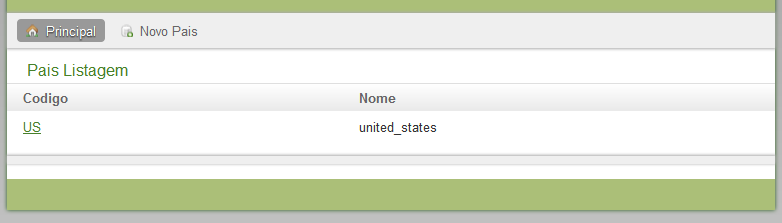 Principal Novo Pais
Pais Listagem
Codigo Nome
US united_states